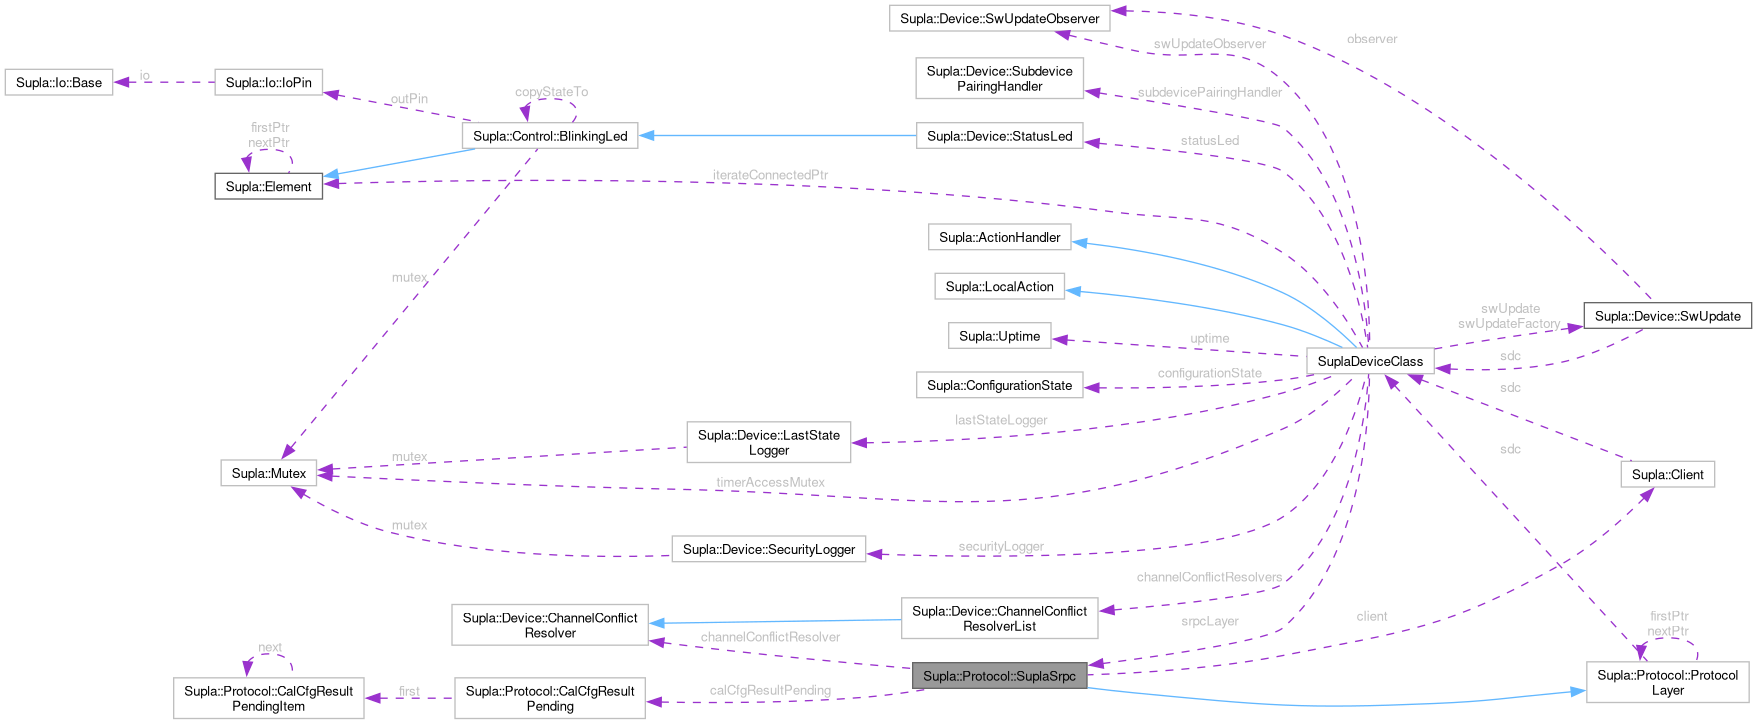 Supla::Device::SwUpdateObserver
observer
swUpdateObserver
Supla::Io::Base
io
Supla::Io::IoPin
outPin
copyStateTo
Supla::Device::Subdevice
PairingHandler
subdevicePairingHandler
firstPtr
nextPtr
Supla::Control::BlinkingLed
Supla::Device::StatusLed
statusLed
Supla::Element
iterateConnectedPtr
Supla::ActionHandler
mutex
Supla::LocalAction
Supla::Uptime
uptime
swUpdate
swUpdateFactory
Supla::Device::SwUpdate
SuplaDeviceClass
sdc
Supla::ConfigurationState
configurationState
sdc
Supla::Device::LastState
Logger
lastStateLogger
mutex
sdc
Supla::Mutex
timerAccessMutex
Supla::Client
mutex
Supla::Device::SecurityLogger
securityLogger
channelConflictResolvers
Supla::Device::ChannelConflict
Resolver
Supla::Device::ChannelConflict
ResolverList
srpcLayer
client
firstPtr
nextPtr
channelConflictResolver
next
Supla::Protocol::SuplaSrpc
Supla::Protocol::Protocol
Layer
Supla::Protocol::CalCfgResult
PendingItem
first
Supla::Protocol::CalCfgResult
Pending
calCfgResultPending